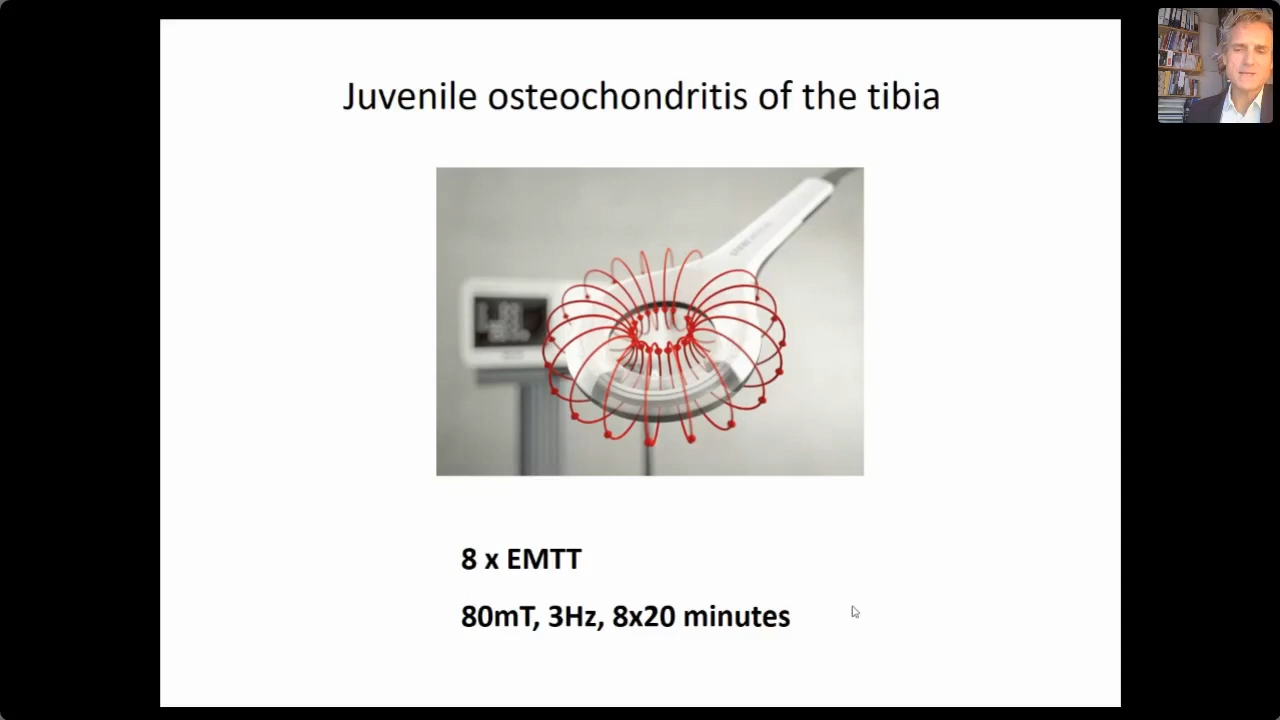 Juvenile osteochondritis of the tibia
8 x EMTT
80mT, 3Hz, 8x20 minutes